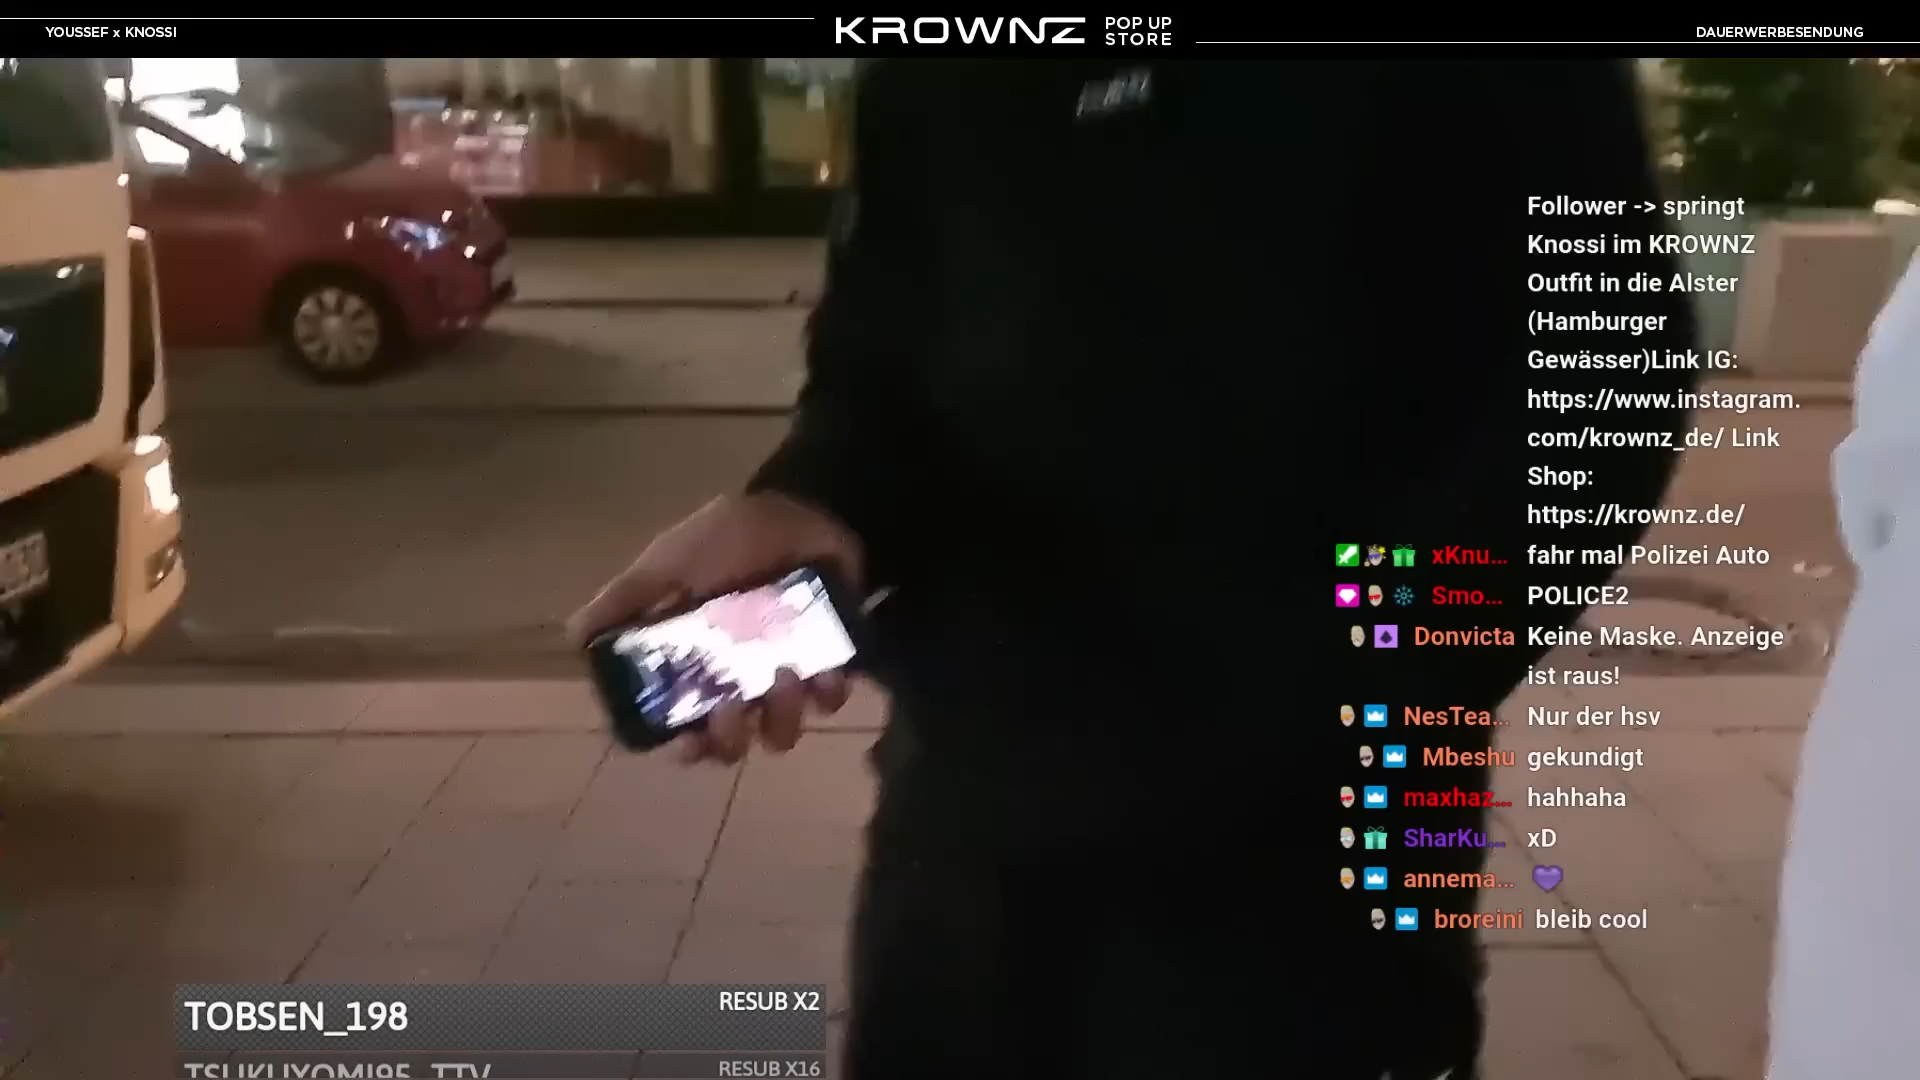 YOUSSEF x KNOSSI
KROWNZ
POP UP
STORE
DAUERWERBESENDUNG
Follower -> springt
Knossi im KROWNZ
Outfit in die Alster
(Hamburger
Gewässer)Link IG:
https://www.instagram.
com/krownz_de/ Link
Shop:
https://krownz.de/
xKnu... fahr mal Polizei Auto
Smo... POLICE2
Donvicta Keine Maske. Anzeige
ist raus!
NesTea... Nur der hsv
Mbeshu gekundigt
maxhaz... hahhaha
SharKu... xD
annema...
broreini bleib cool
TOBSEN_198 RESUB X2
TSUKUYOMI95_TTV RESUB X16